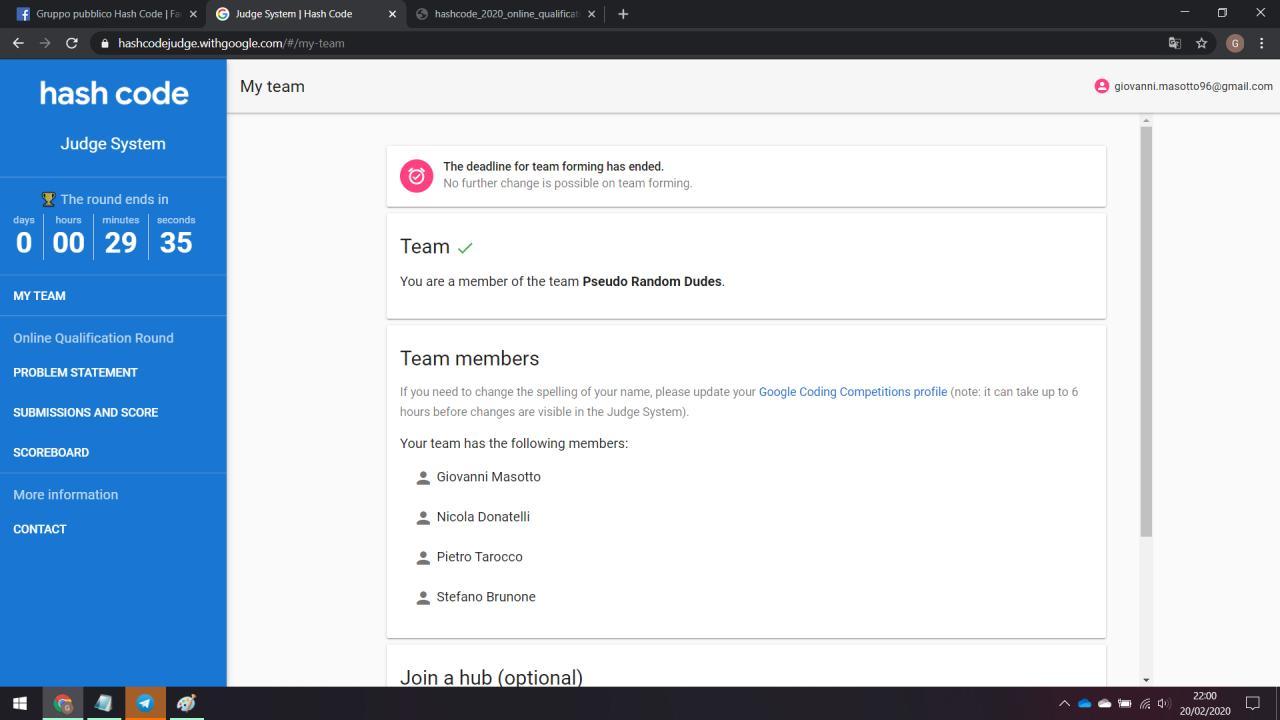 Gruppo pubblico Hash Code | Fa
Judge System | Hash Code
hashcode_2020_online_qualificat
hashcodejudge.withgoogle.com/#/my-team
G
hash code
Judge System
The round ends in
days hours minutes seconds
0 00 29 35
MY TEAM
Online Qualification Round
PROBLEM STATEMENT
SUBMISSIONS AND SCORE
SCOREBOARD
More information
CONTACT
My team
giovanni.masotto96@gmail.com
The deadline for team forming has ended.
No further change is possible on team forming.
Team
You are a member of the team Pseudo Random Dudes.
Team members
If you need to change the spelling of your name, please update your Google Coding Competitions profile (note: it can take up to 6
hours before changes are visible in the Judge System).
Your team has the following members:
Giovanni Masotto
Nicola Donatelli
Pietro Tarocco
Stefano Brunone
Join a hub (optional)
22:00
20/02/2020